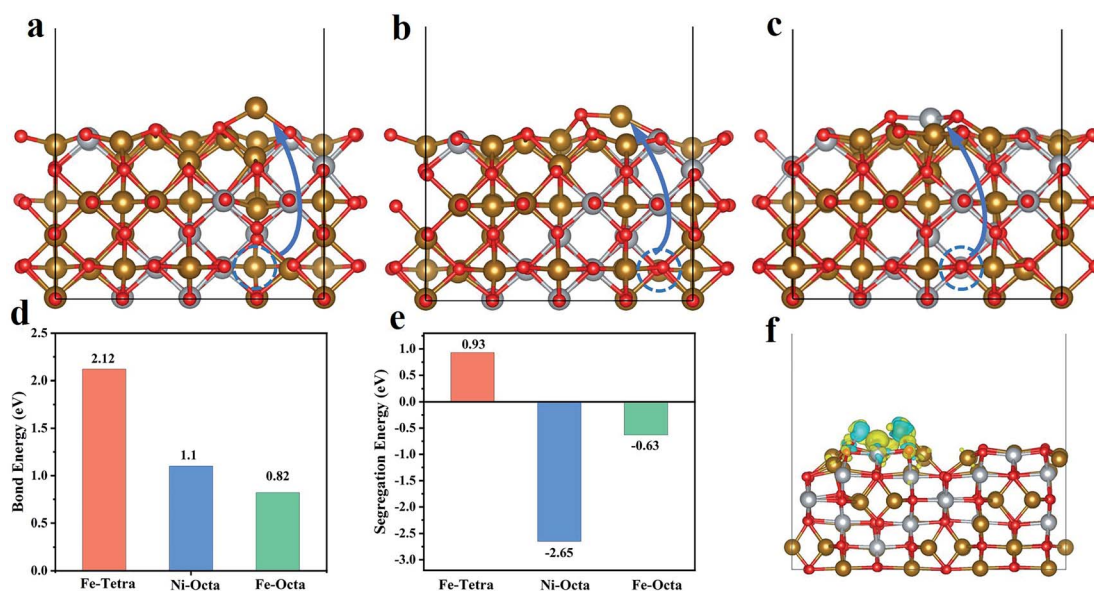 a
b
c
d
Bond Energy (eV)
2.5
2.0
1.5
1.0
0.5
0.0
2.12
1.1
0.82
Fe-Tetra
Ni-Octa
Fe-Octa
e
Segregation Energy (eV)
1.0
0.5
0.0
-0.5
-1.0
-1.5
-2.0
-2.5
-3.0
0.93
-2.65
-0.63
Fe-Tetra
Ni-Octa
Fe-Octa
f